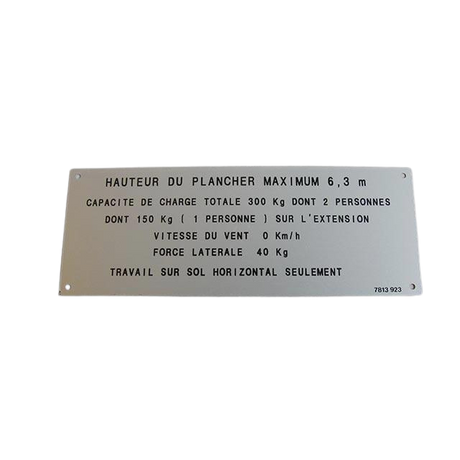 HAUTEUR DU PLANCHER MAXIMUM 6,3 m
CAPACITE DE CHARGE TOTALE 300 Kg DONT 2 PERSONNES
DONT 150 Kg ( 1 PERSONNE ) SUR L'EXTENSION
VITESSE DU VENT 0 Km/h
FORCE LATERALE 40 Kg
TRAVAIL SUR SOL HORIZONTAL SEULEMENT
7813 923